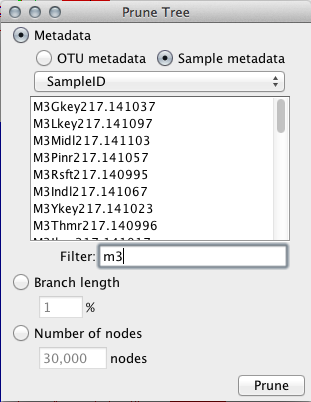 Prune Tree
Metadata
OTU metadata Sample metadata
SampleID
M3Gkey217.141037
M3Lkey217.141097
M3Midl217.141103
M3Pinr217.141057
M3Rsft217.140995
M3Indl217.141067
M3Ykey217.141023
M3Thmr217.140996
Filter: m3
Branch length
1 %
Number of nodes
30,000 nodes
Prune